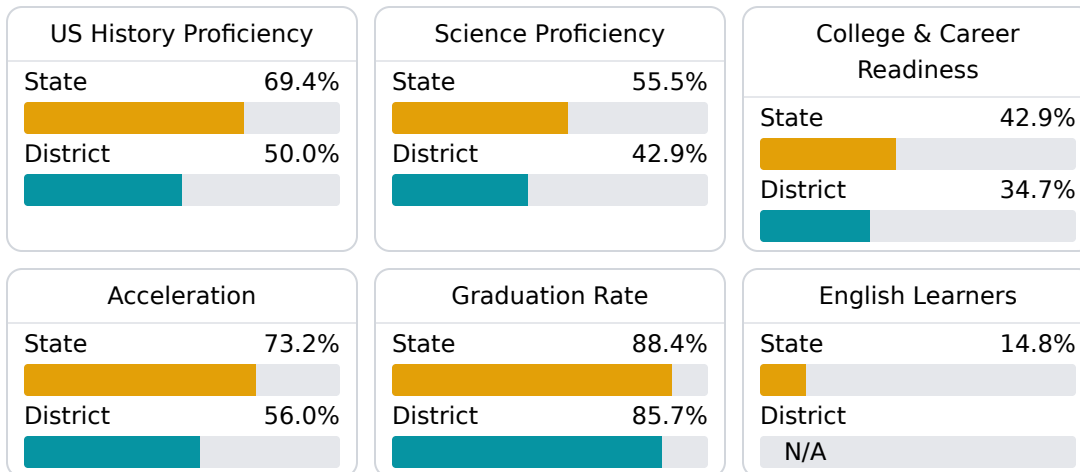 US History Proficiency
State 69.4%
District 50.0%
Science Proficiency
State 55.5%
District 42.9%
College & Career
Readiness
State 42.9%
District 34.7%
Acceleration
State 73.2%
District 56.0%
Graduation Rate
State 88.4%
District 85.7%
English Learners
State 14.8%
District
N/A